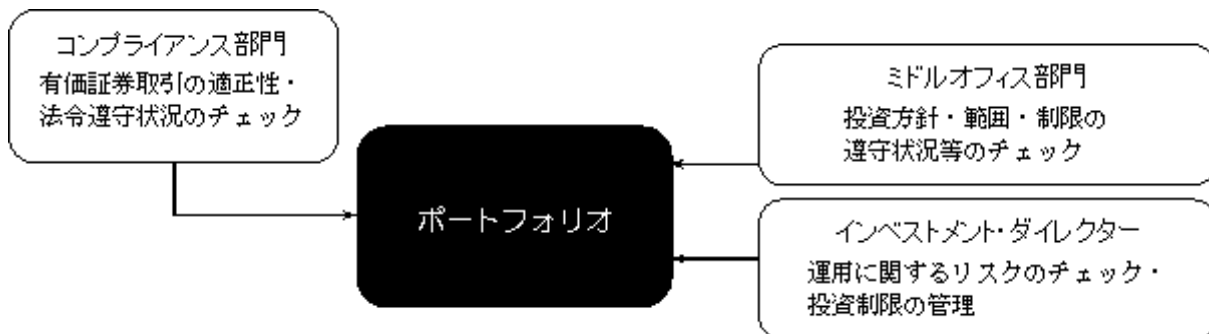 コンプライアンス部門
有価証券取引の適正性・
法令遵守状況のチェック
ミドルオフィス部門
投資方針・範囲・制限の
遵守状況等のチェック
ポートフォリオ
インベストメント・ダイレクター
運用に関するリスクのチェック・
投資制限の管理